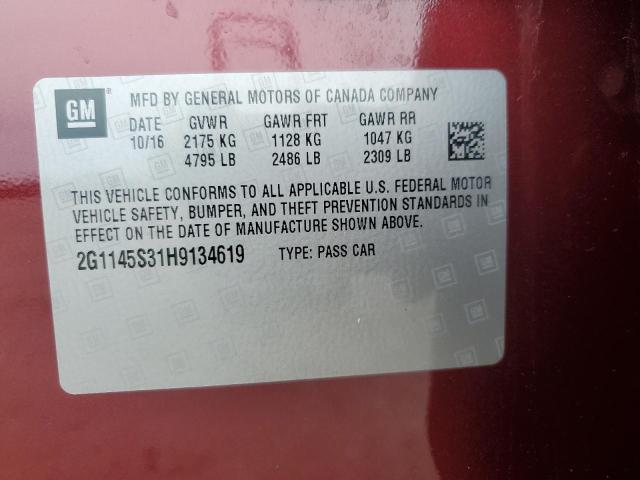 GM MFD BY GENERAL MOTORS OF CANADA COMPANY
DATE GVWR GAWR FRT GAWR RR
10/16 2175 KG 1128 KG 1047 KG
4795 LB 2486 LB 2309 LB
THIS VEHICLE CONFORMS TO ALL APPLICABLE U.S. FEDERAL MOTOR
VEHICLE SAFETY, BUMPER, AND THEFT PREVENTION STANDARDS IN
EFFECT ON THE DATE OF MANUFACTURE SHOWN ABOVE.
2G1145S31H9134619 TYPE: PASS CAR